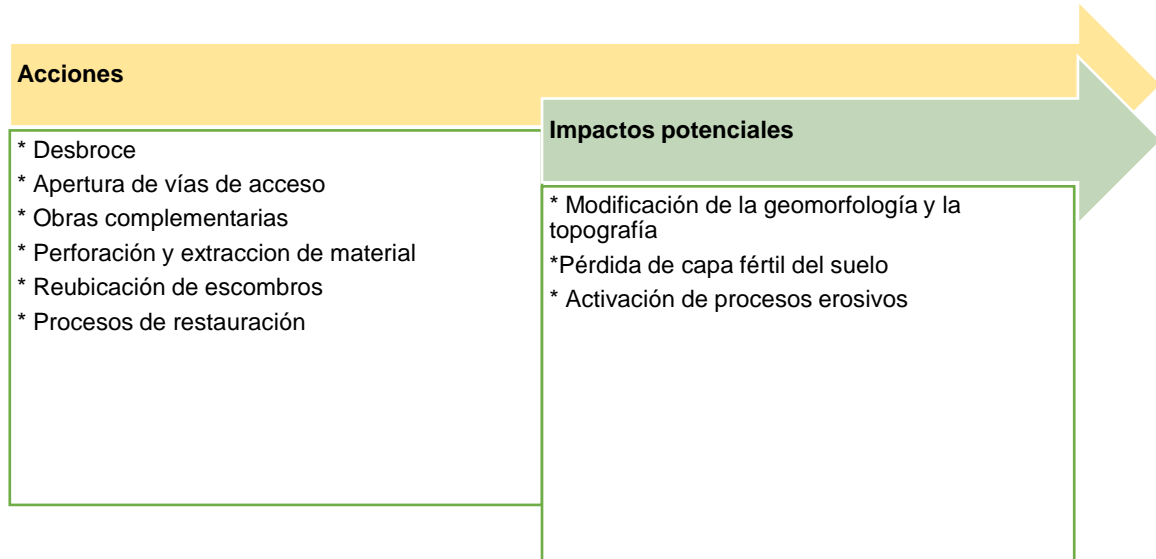 Acciones
* Desbroce
* Apertura de vías de acceso
* Obras complementarias
* Perforación y extraccion de material
* Reubicación de escombros
* Procesos de restauración
Impactos potenciales
* Modificación de la geomorfología y la
topografía
*Pérdida de capa fértil del suelo
* Activación de procesos erosivos